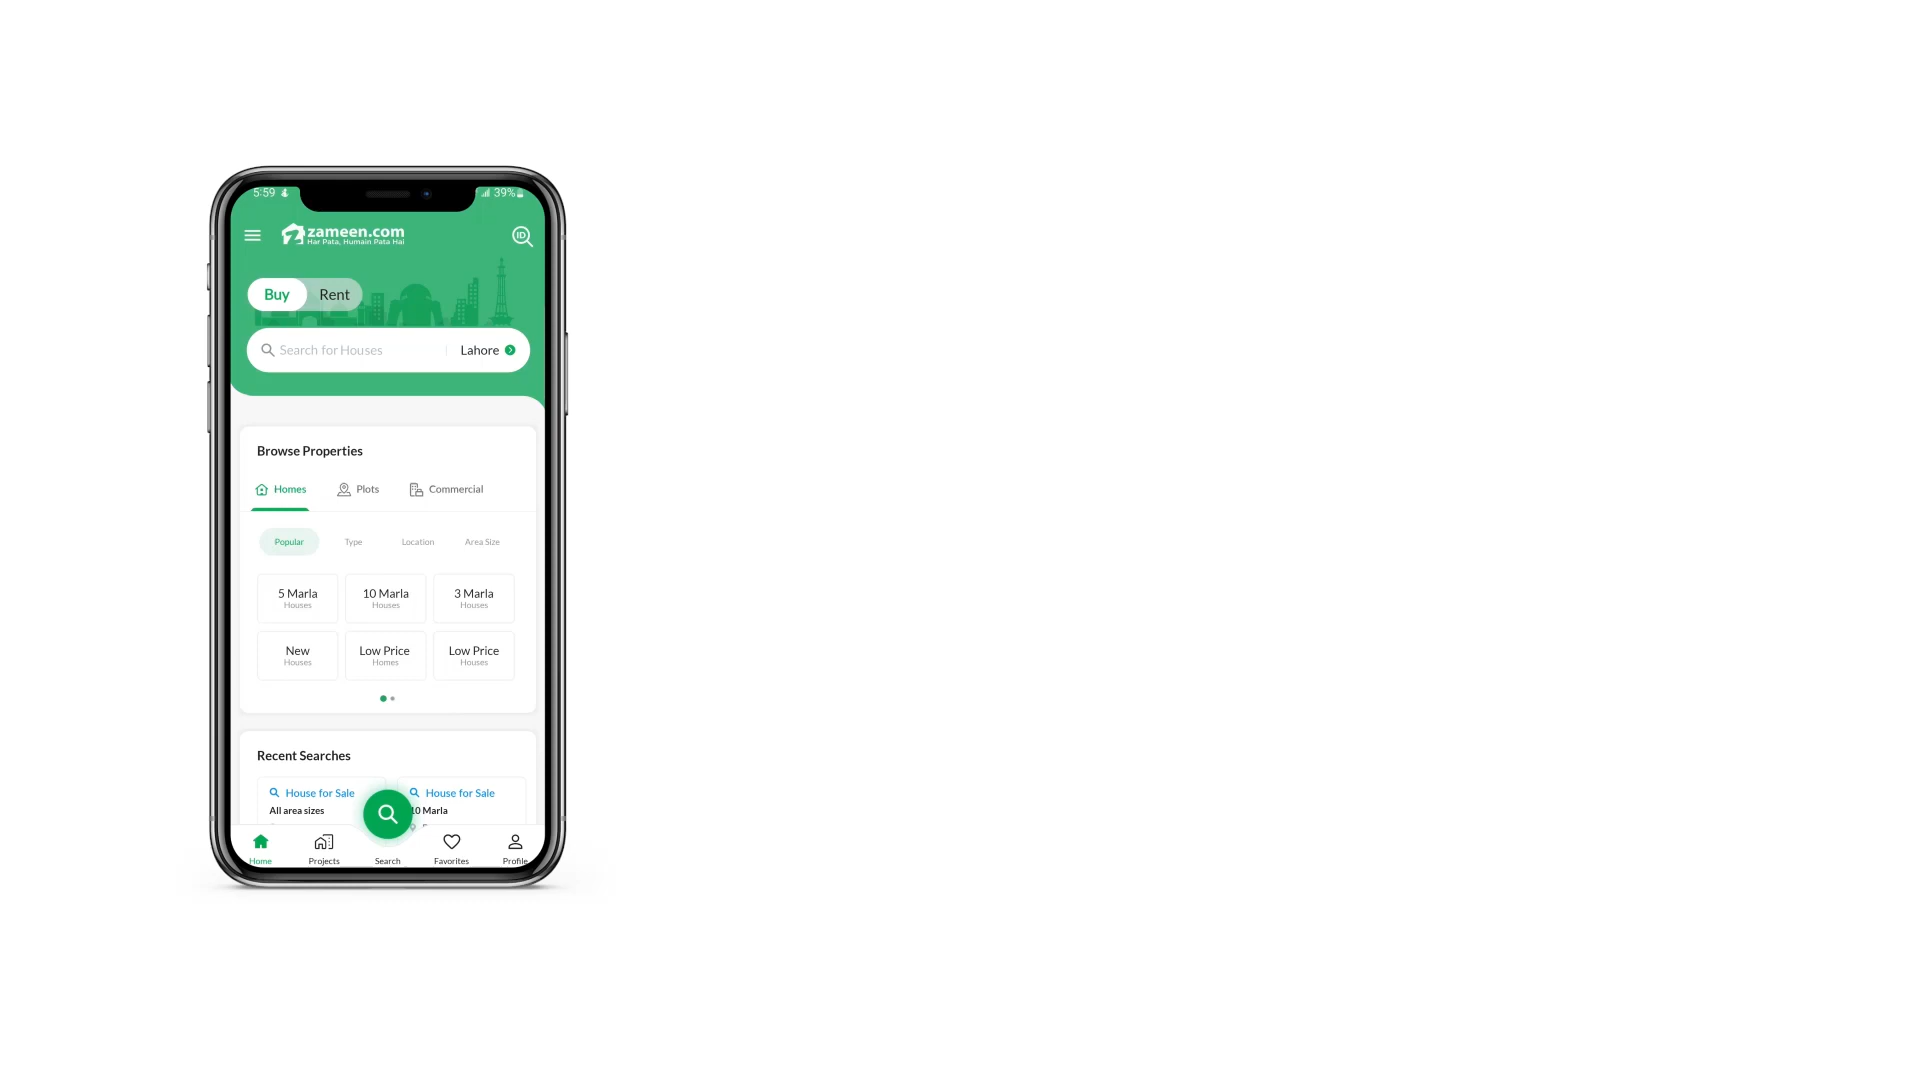 5:59
39%
zameen.com
Har Pata, Humain Pata Hai
ID
Buy Rent
Search for Houses Lahore
Browse Properties
Homes Plots Commercial
Popular Type Location Area Size
5 Marla 10 Marla 3 Marla
Houses Houses Houses
New Low Price Low Price
Houses Homes Houses
Recent Searches
House for Sale House for Sale
All area sizes 10 Marla
Home Projects Search Favorites Profile